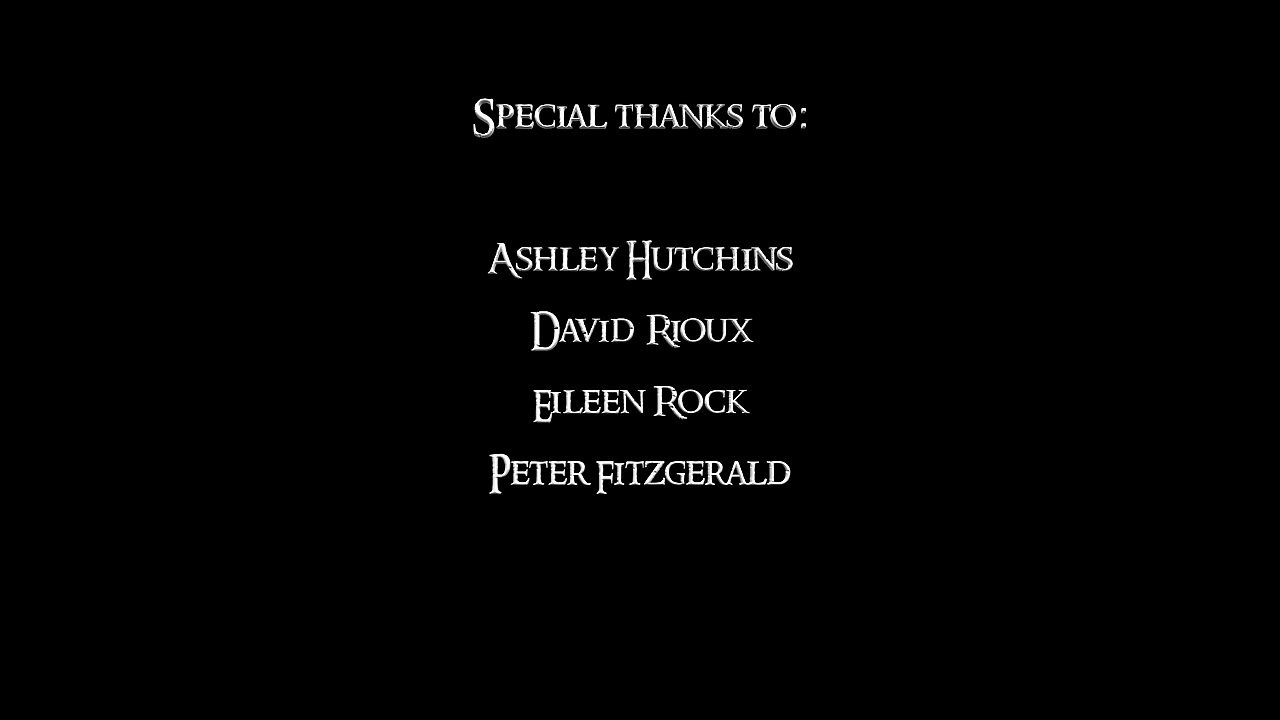 Special thanks to:
Ashley Hutchins
David Rioux
Eileen Rock
Peter Fitzgerald